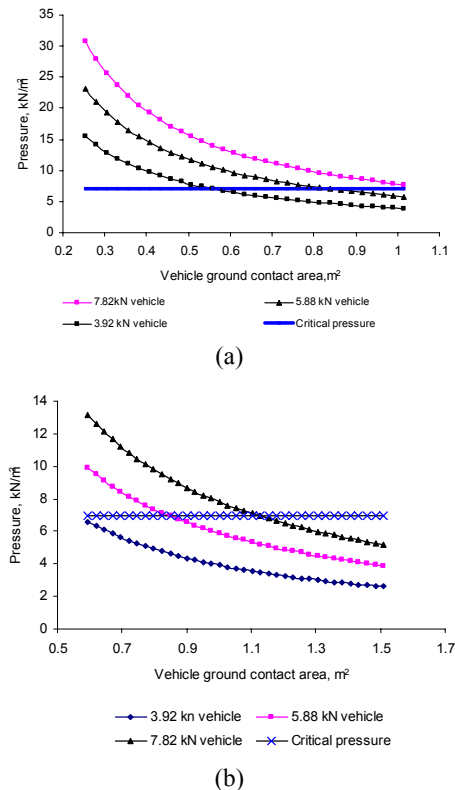 35
30
25
20
15
10
5
0
Pressure, kN/m²
0.2 0.3 0.4 0.5 0.6 0.7 0.8 0.9 1 1.1
Vehicle ground contact area,m²
7.82kN vehicle 5.88 kN vehicle
3.92 kN vehicle Critical pressure
(a)
14
12
10
8
6
4
2
0
Pressure, kN/m²
0.5 0.7 0.9 1.1 1.3 1.5 1.7
Vehicle ground contact area, m²
3.92 kn vehicle 5.88 kN vehicle
7.82 kN vehicle Critical pressure
(b)